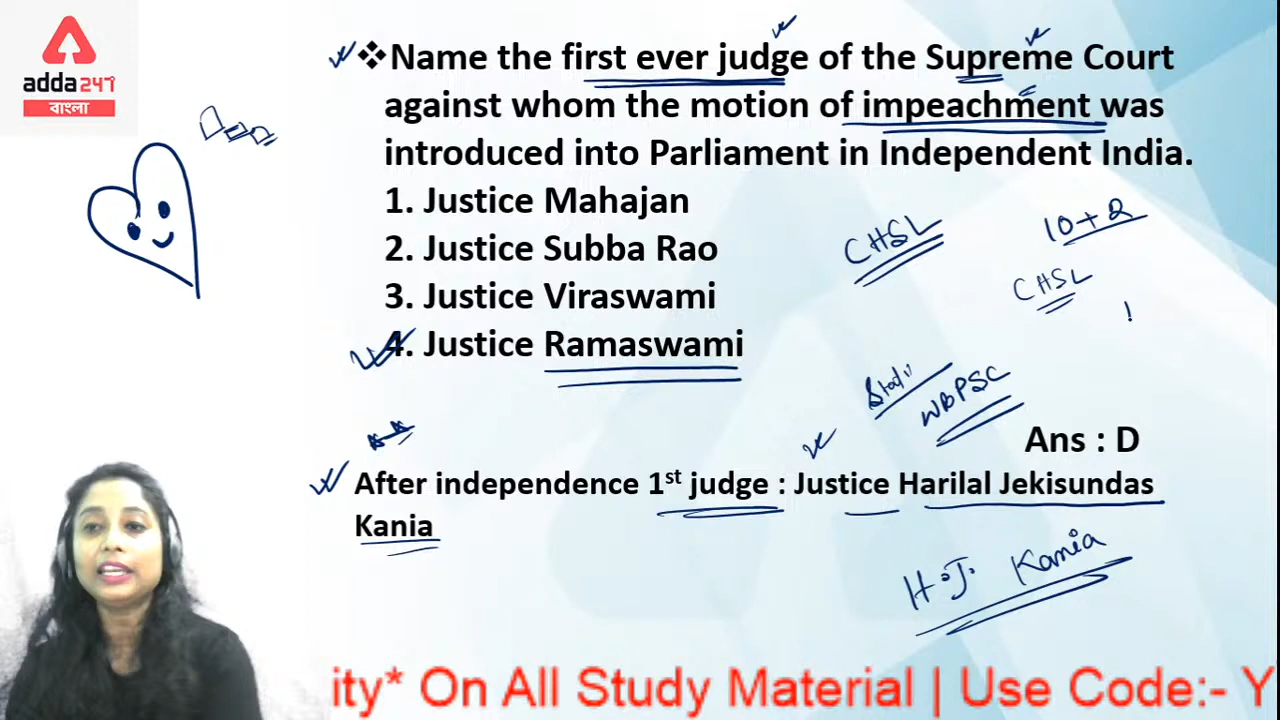 adda247
বাংলা
❖Name the first ever judge of the Supreme Court
against whom the motion of impeachment was
introduced into Parliament in Independent India.
1. Justice Mahajan
2. Justice Subba Rao
3. Justice Viraswami
4. Justice Ramaswami
CHSL
10+2
CHSL
WBPSC
Ans : D
After independence 1st judge : Justice Harilal Jekisundas
Kania
H.J. Kania
ity* On All Study Material | Use Code:- Y